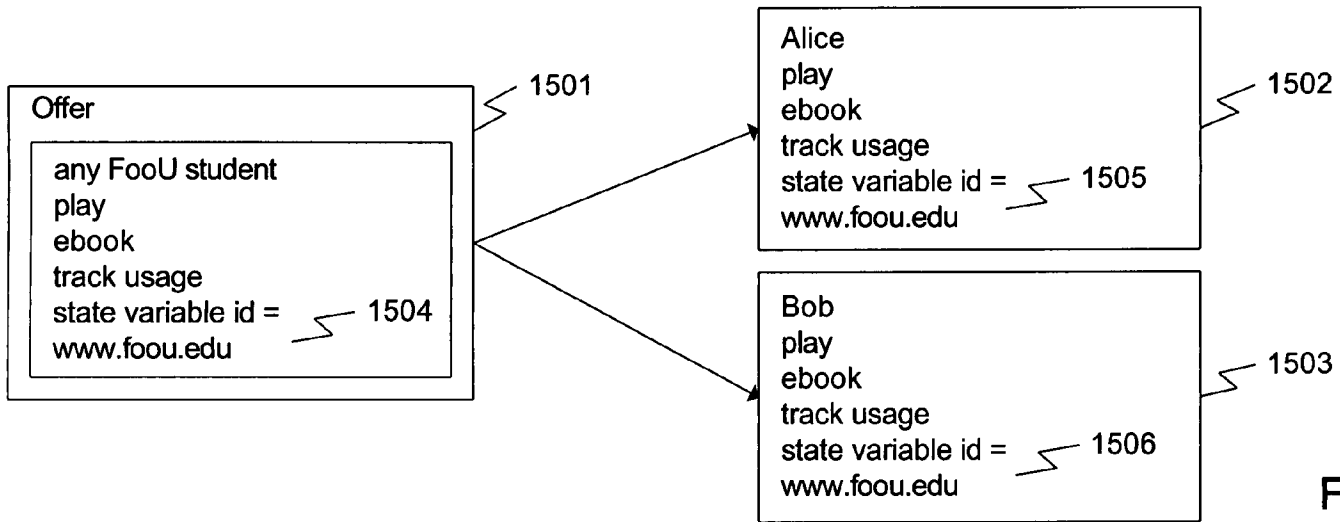 Offer
1501
any FooU student
play
ebook
track usage
state variable id =
1504
www.foou.edu
Alice
play
ebook
track usage
state variable id =
1505
www.foou.edu
1502
Bob
play
ebook
track usage
state variable id =
1506
www.foou.edu
1503
F